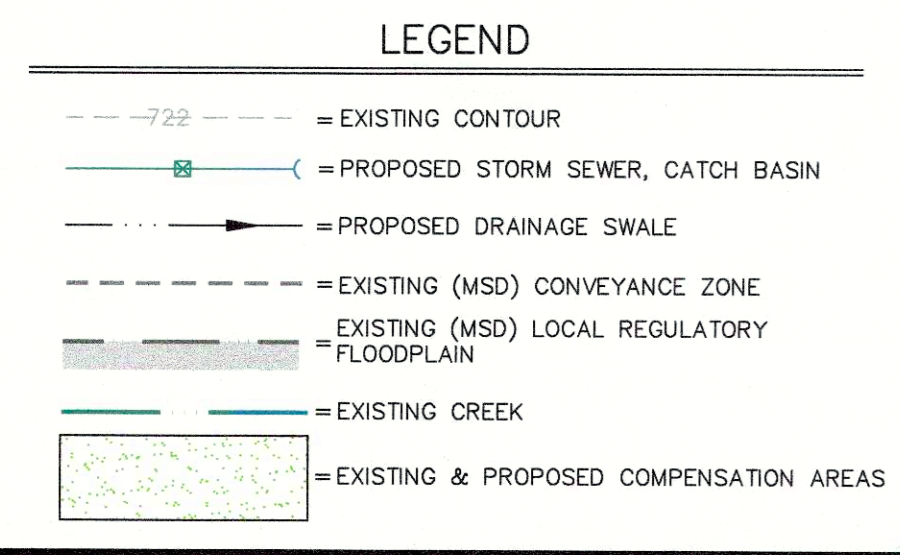 LEGEND
722 = EXISTING CONTOUR
= PROPOSED STORM SEWER, CATCH BASIN
= PROPOSED DRAINAGE SWALE
= EXISTING (MSD) CONVEYANCE ZONE
= EXISTING (MSD) LOCAL REGULATORY
FLOODPLAIN
= EXISTING CREEK
= EXISTING & PROPOSED COMPENSATION AREAS